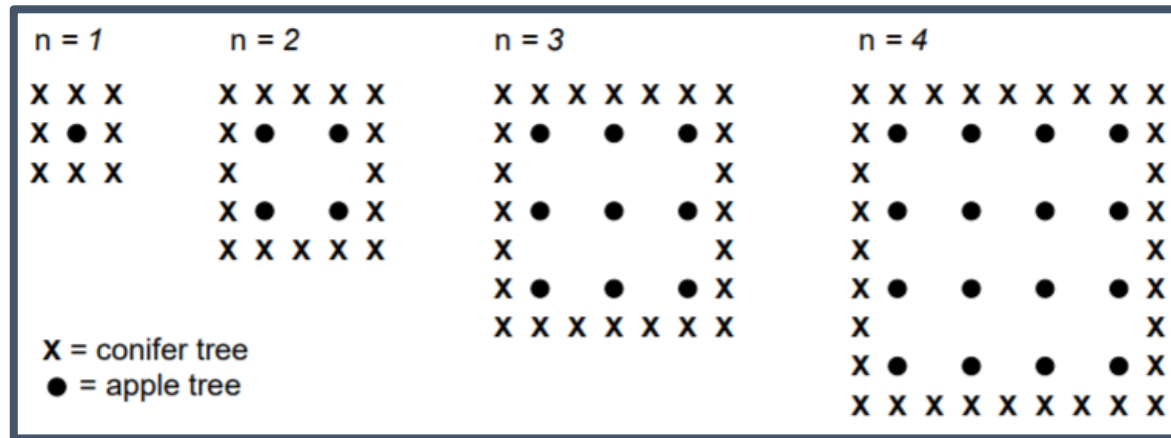 n = 1
n = 2
n = 3
n = 4
X = conifer tree
● = apple tree